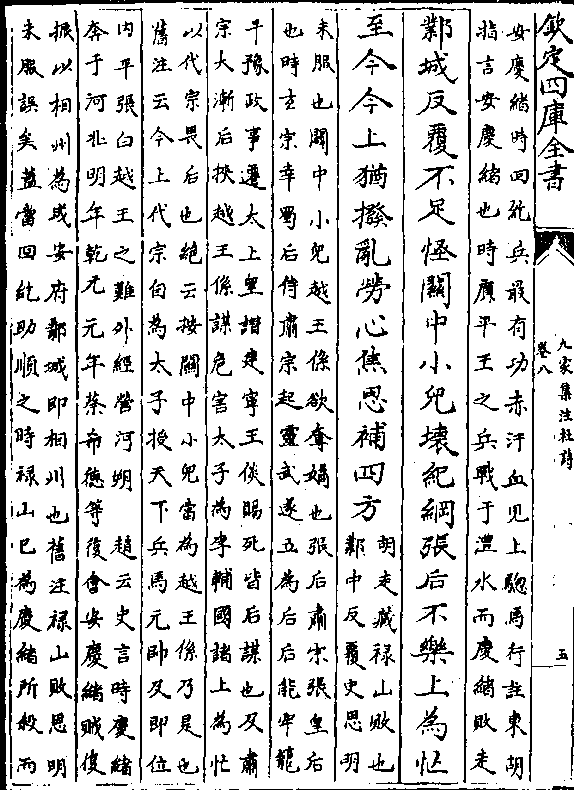 欽定四庫全書
九家集注杜詩
卷八
五
安慶緒時回紇兵最有功赤汗血見上驄馬行註東胡
指言安慶緒也時廣平王之兵戰于澧水而慶緒敗走
鄴城反覆不足怪關中小兒壞紀綱張后不樂上為忙
至今今上猶撥亂勞心焦思補四方
胡走藏禄山敗也
鄴中反覆史思明
未服也關中小兒越王係欲奪嫡也張后肅宗張皇后
也時玄宗幸蜀后侍肅宗起靈武遂立為后后能牢籠
干豫政事遷太上皇譖建寧王倓賜死皆后謀也及肅
宗大漸后挾越王係謀危害太子為李輔國諸上為忙
以代宗畏后也絶云按關中小兒當為越王係乃是也
舊注云今上代宗自為太子授天下兵馬元帥及即位
内平張白越王之難外經營河朔 趙云史言時慶緒
奔于河北明年乾元元年蔡希德等復會安慶緒賊復
振以相州為成安府鄴城即相川也舊注禄山敗思明
未服誤矣蓋當回紇助順之時禄山巳為慶緒所殺而